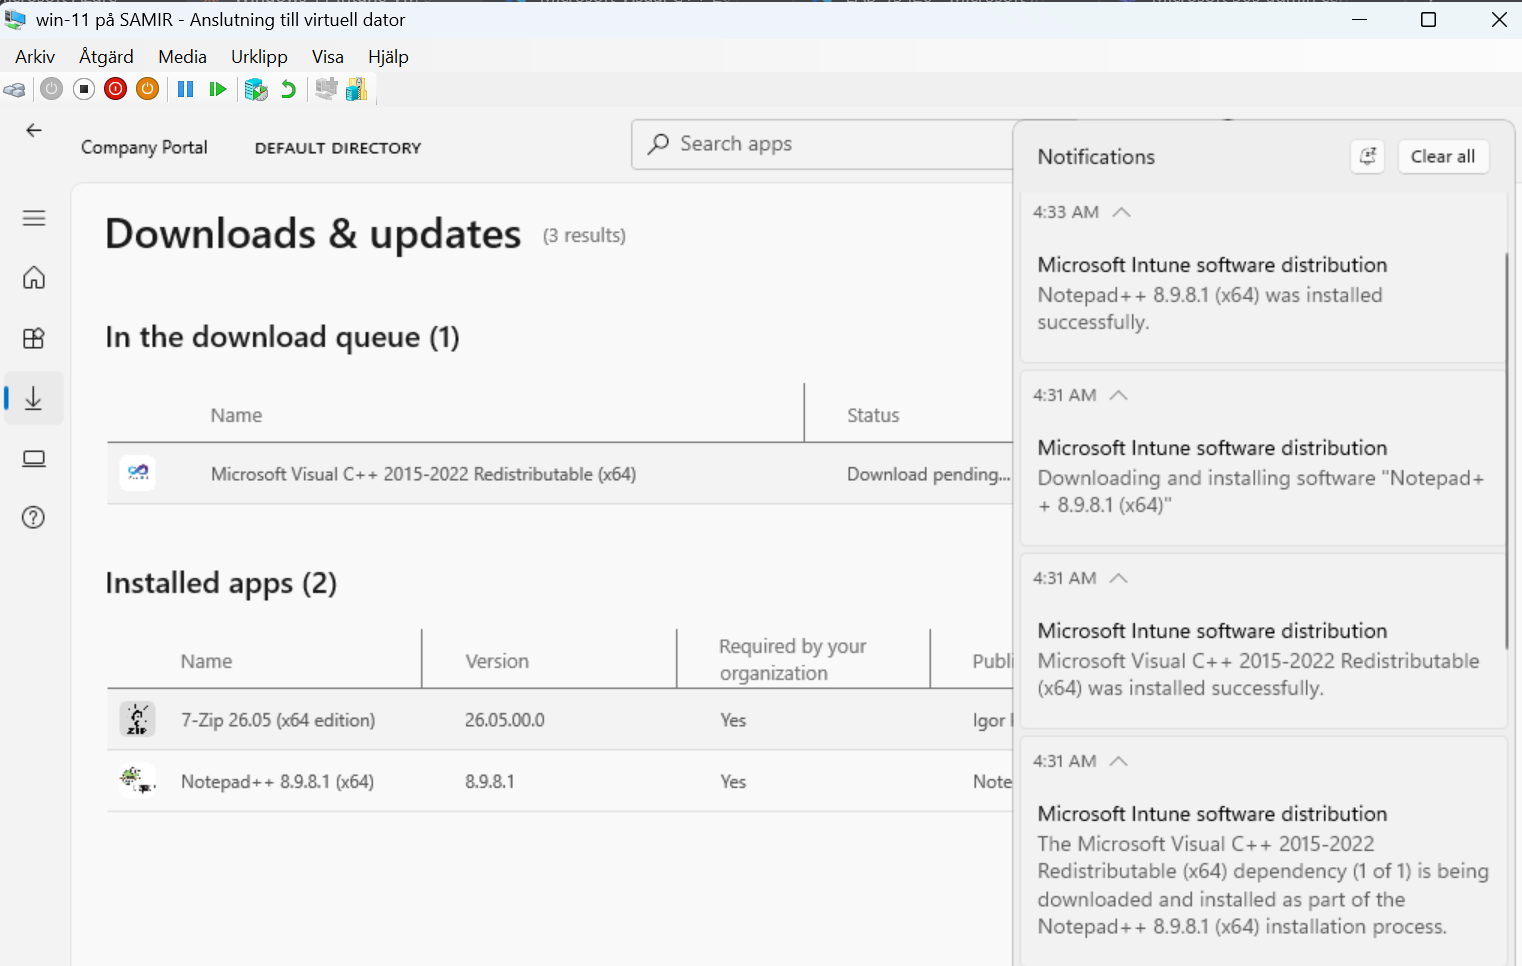 win-11 på SAMIR - Anslutning till virtuell dator
Arkiv Åtgärd Media Urklipp Visa Hjälp
Company Portal DEFAULT DIRECTORY
Search apps
Downloads & updates (3 results)
In the download queue (1)
Name Status
Microsoft Visual C++ 2015-2022 Redistributable (x64) Download pending...
Installed apps (2)
Name Version Required by your
organization Publi
7-Zip 26.05 (x64 edition) 26.05.00.0 Yes Igor
Notepad++ 8.9.8.1 (x64) 8.9.8.1 Yes Note
Notifications Clear all
4:33 AM
Microsoft Intune software distribution
Notepad++ 8.9.8.1 (x64) was installed
successfully.
4:31 AM
Microsoft Intune software distribution
Downloading and installing software "Notepad+
+ 8.9.8.1 (x64)"
4:31 AM
Microsoft Intune software distribution
Microsoft Visual C++ 2015-2022 Redistributable
(x64) was installed successfully.
4:31 AM
Microsoft Intune software distribution
The Microsoft Visual C++ 2015-2022
Redistributable (x64) dependency (1 of 1) is being
downloaded and installed as part of the
Notepad++ 8.9.8.1 (x64) installation process.